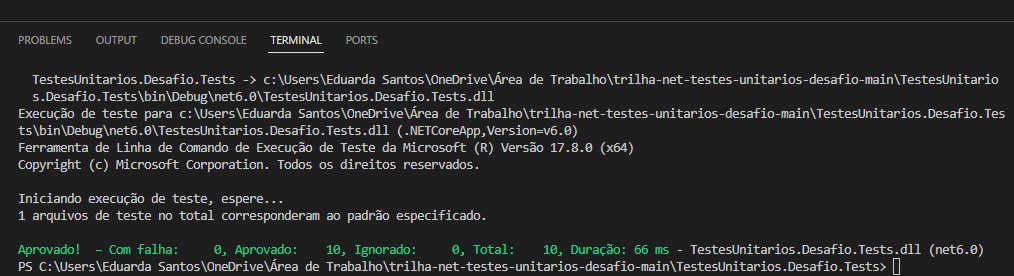 PROBLEMS OUTPUT DEBUG CONSOLE TERMINAL PORTS
TestesUnitarios.Desafio.Tests -> c:\Users\Eduarda Santos\OneDrive\Área de Trabalho\trilha-net-testes-unitarios-desafio-main\TestesUnitario
s.Desafio.Tests\bin\Debug\net6.0\TestesUnitarios.Desafio.Tests.dll
Execução de teste para c:\Users\Eduarda Santos\OneDrive\Área de Trabalho\trilha-net-testes-unitarios-desafio-main\TestesUnitarios.Desafio.Tes
ts\bin\Debug\net6.0\TestesUnitarios.Desafio.Tests.dll (.NETCoreApp,Version=v6.0)
Ferramenta de Linha de Comando de Execução de Teste da Microsoft (R) Versão 17.8.0 (x64)
Copyright (c) Microsoft Corporation. Todos os direitos reservados.
Iniciando execução de teste, espere...
1 arquivos de teste no total corresponderam ao padrão especificado.
Aprovado!  – Com falha:     0, Aprovado:    10, Ignorado:     0, Total:    10, Duração: 66 ms - TestesUnitarios.Desafio.Tests.dll (net6.0)
PS C:\Users\Eduarda Santos\OneDrive\Área de Trabalho\trilha-net-testes-unitarios-desafio-main\TestesUnitarios.Desafio.Tests>